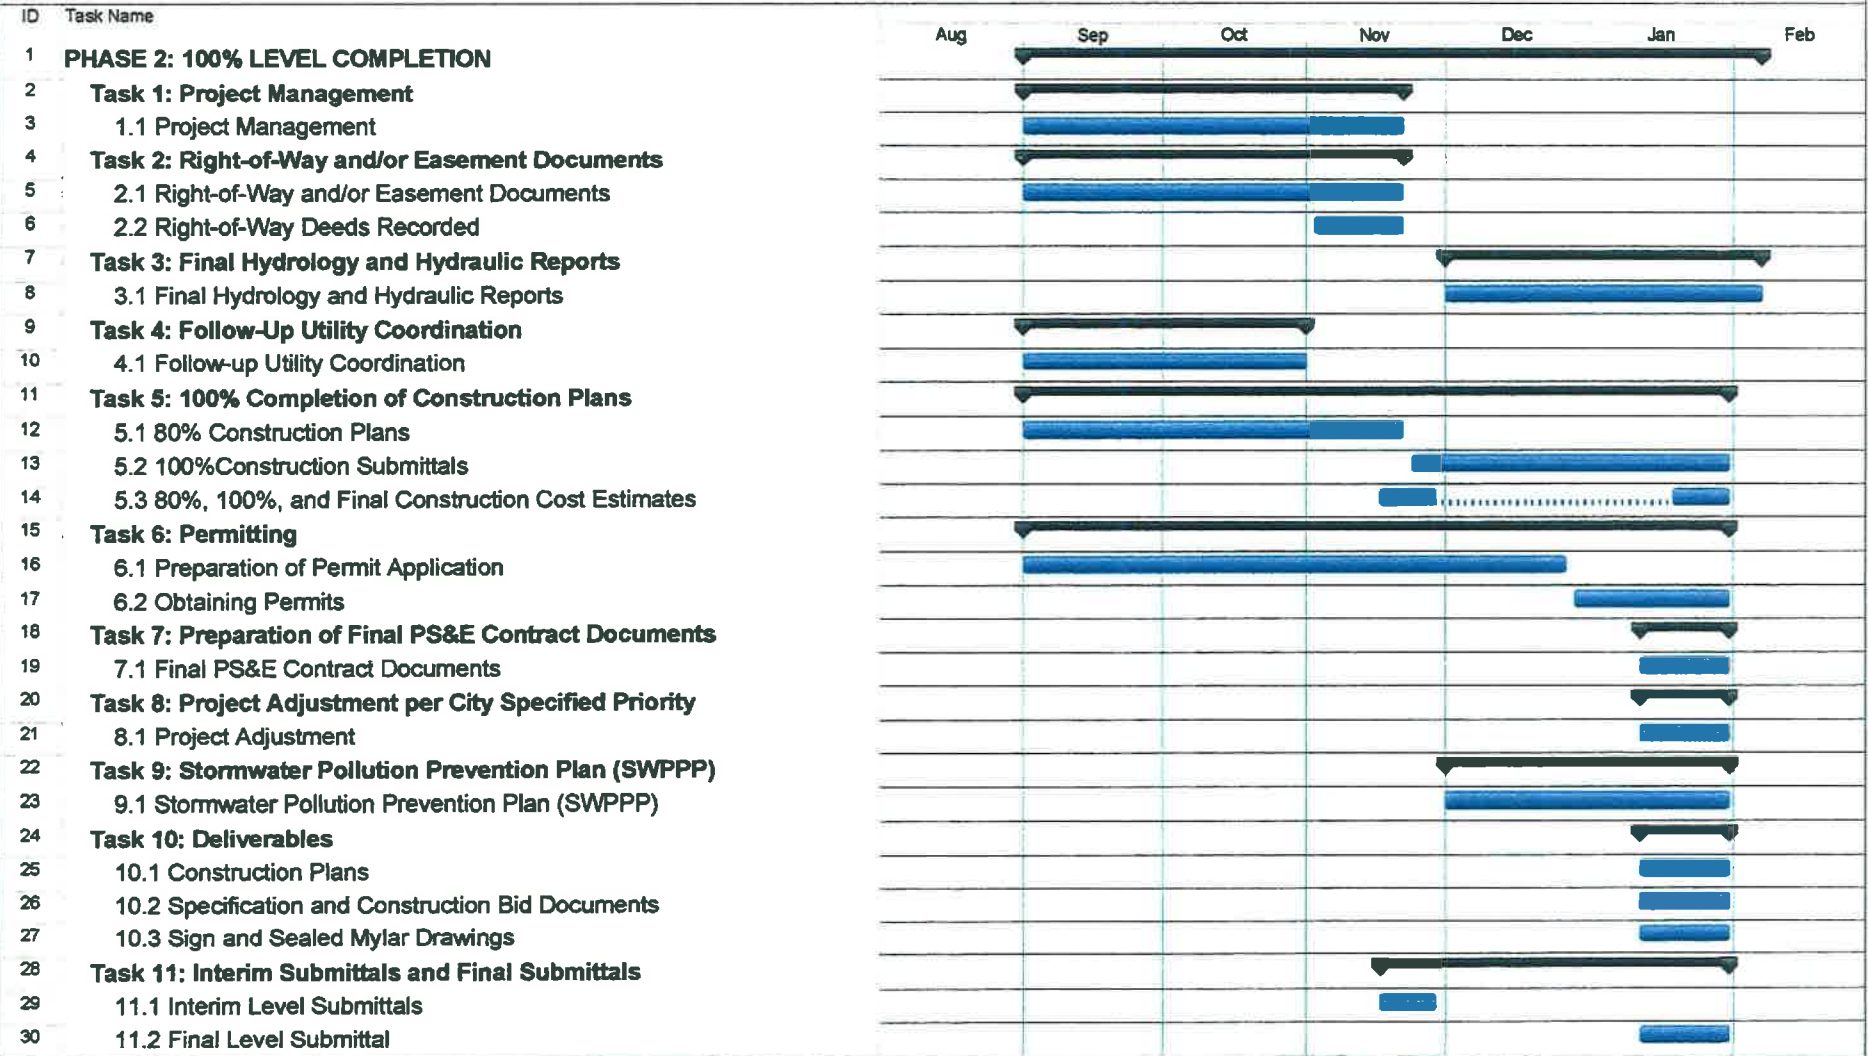 ID Task Name
Aug Sep Oct Nov Dec Jan Feb
1 PHASE 2: 100% LEVEL COMPLETION
2 Task 1: Project Management
3 1.1 Project Management
4 Task 2: Right-of-Way and/or Easement Documents
5 2.1 Right-of-Way and/or Easement Documents
6 2.2 Right-of-Way Deeds Recorded
7 Task 3: Final Hydrology and Hydraulic Reports
8 3.1 Final Hydrology and Hydraulic Reports
9 Task 4: Follow-Up Utility Coordination
10 4.1 Follow-up Utility Coordination
11 Task 5: 100% Completion of Construction Plans
12 5.1 80% Construction Plans
13 5.2 100%Construction Submittals
14 5.3 80%, 100%, and Final Construction Cost Estimates
15 Task 6: Permitting
16 6.1 Preparation of Permit Application
17 6.2 Obtaining Permits
18 Task 7: Preparation of Final PS&E Contract Documents
19 7.1 Final PS&E Contract Documents
20 Task 8: Project Adjustment per City Specified Priority
21 8.1 Project Adjustment
22 Task 9: Stormwater Pollution Prevention Plan (SWPPP)
23 9.1 Stormwater Pollution Prevention Plan (SWPPP)
24 Task 10: Deliverables
25 10.1 Construction Plans
26 10.2 Specification and Construction Bid Documents
27 10.3 Sign and Sealed Mylar Drawings
28 Task 11: Interim Submittals and Final Submittals
29 11.1 Interim Level Submittals
30 11.2 Final Level Submittal